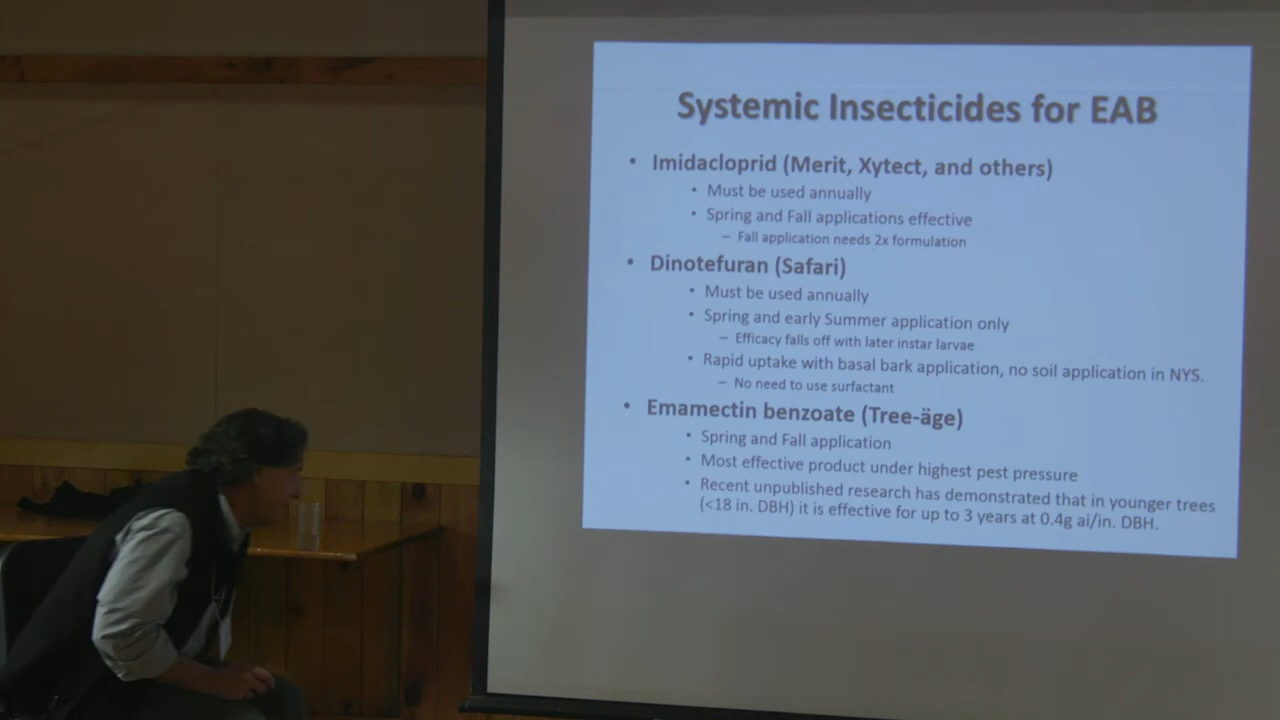 Systemic Insecticides for EAB
• Imidacloprid (Merit, Xytect, and others)
• Must be used annually
• Spring and Fall applications effective
– Fall application needs 2x formulation
• Dinotefuran (Safari)
• Must be used annually
• Spring and early Summer application only
– Efficacy falls off with later instar larvae
• Rapid uptake with basal bark application, no soil application in NYS.
– No need to use surfactant
• Emamectin benzoate (Tree-äge)
• Spring and Fall application
• Most effective product under highest pest pressure
• Recent unpublished research has demonstrated that in younger trees
(<18 in. DBH) it is effective for up to 3 years at 0.4g ai/in. DBH.